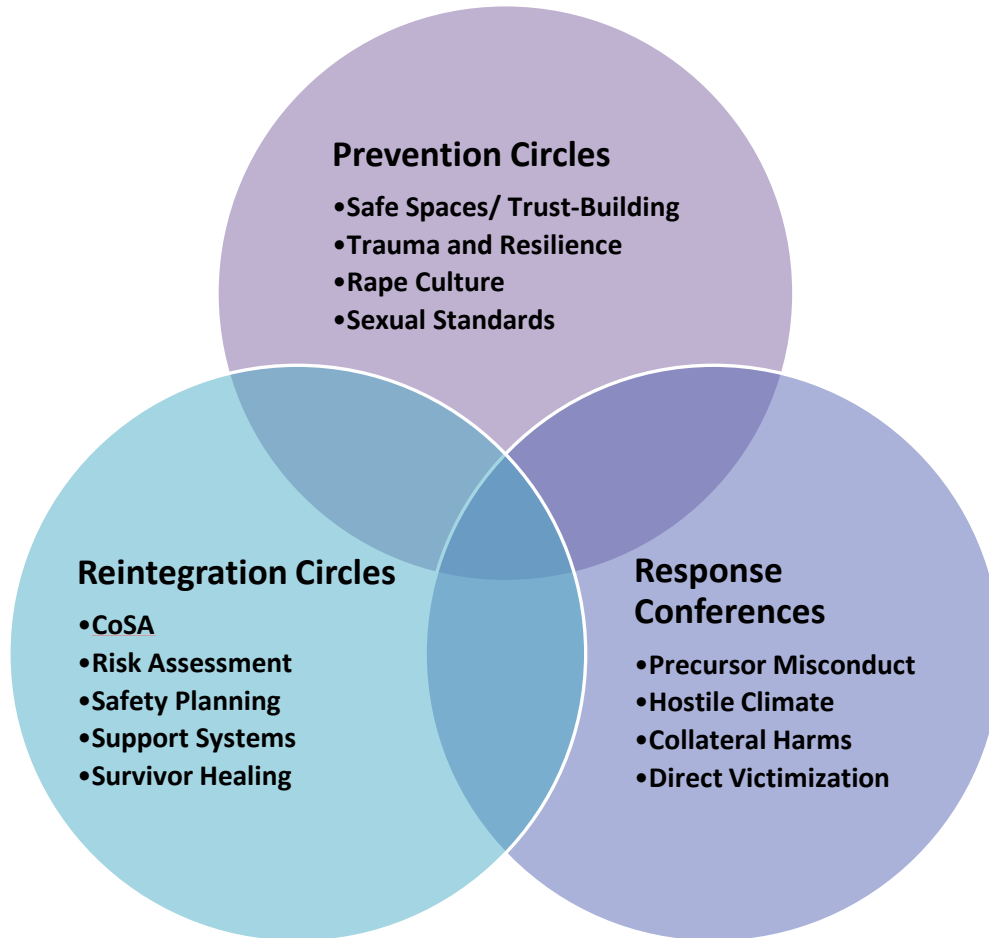 Prevention Circles
•Safe Spaces/ Trust-Building
•Trauma and Resilience
•Rape Culture
•Sexual Standards
Reintegration Circles
•CoSA
•Risk Assessment
•Safety Planning
•Support Systems
•Survivor Healing
Response
Conferences
•Precursor Misconduct
•Hostile Climate
•Collateral Harms
•Direct Victimization